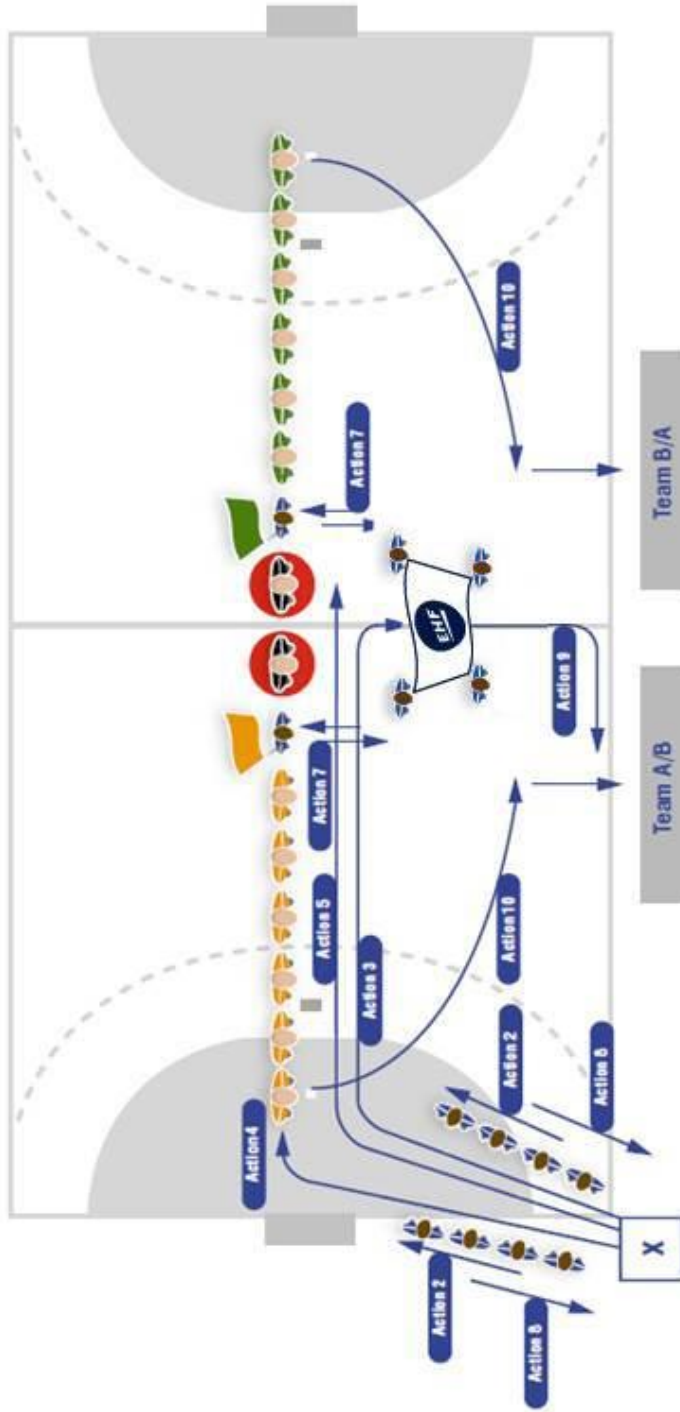 Action 10
Team B/A
Action 7
EHF
Action 9
Action 7
Team A/B
Action 5
Action 10
Action 3
Action 2
Action 8
Action4
X
Action 2
Action 8